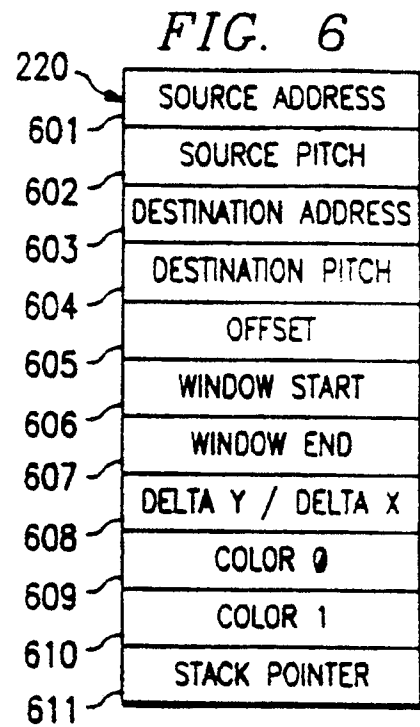 FIG. 6
220
SOURCE ADDRESS
601
SOURCE PITCH
602
DESTINATION ADDRESS
603
DESTINATION PITCH
604
OFFSET
605
WINDOW START
606
WINDOW END
607
DELTA Y / DELTA X
608
COLOR 0
609
COLOR 1
610
STACK POINTER
611